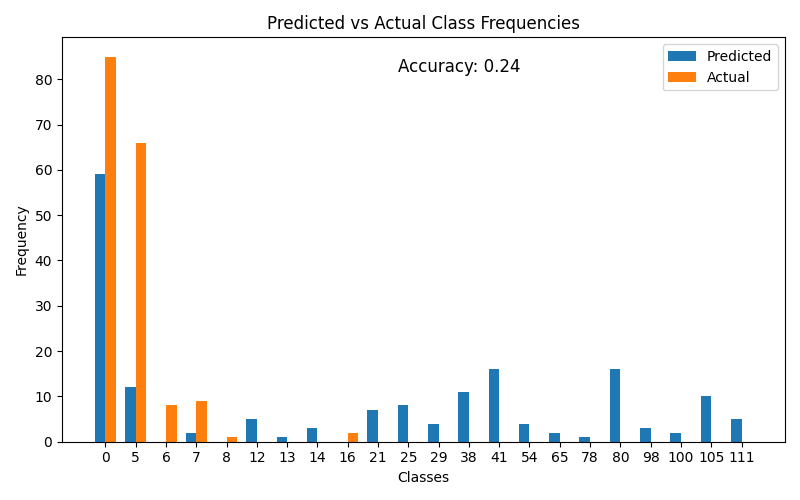 Predicted vs Actual Class Frequencies
Accuracy: 0.24
Predicted
Actual
Frequency
80
70
60
50
40
30
20
10
0
0 5 6 7 8 12 13 14 16 21 25 29 38 41 54 65 78 80 98 100 105 111
Classes